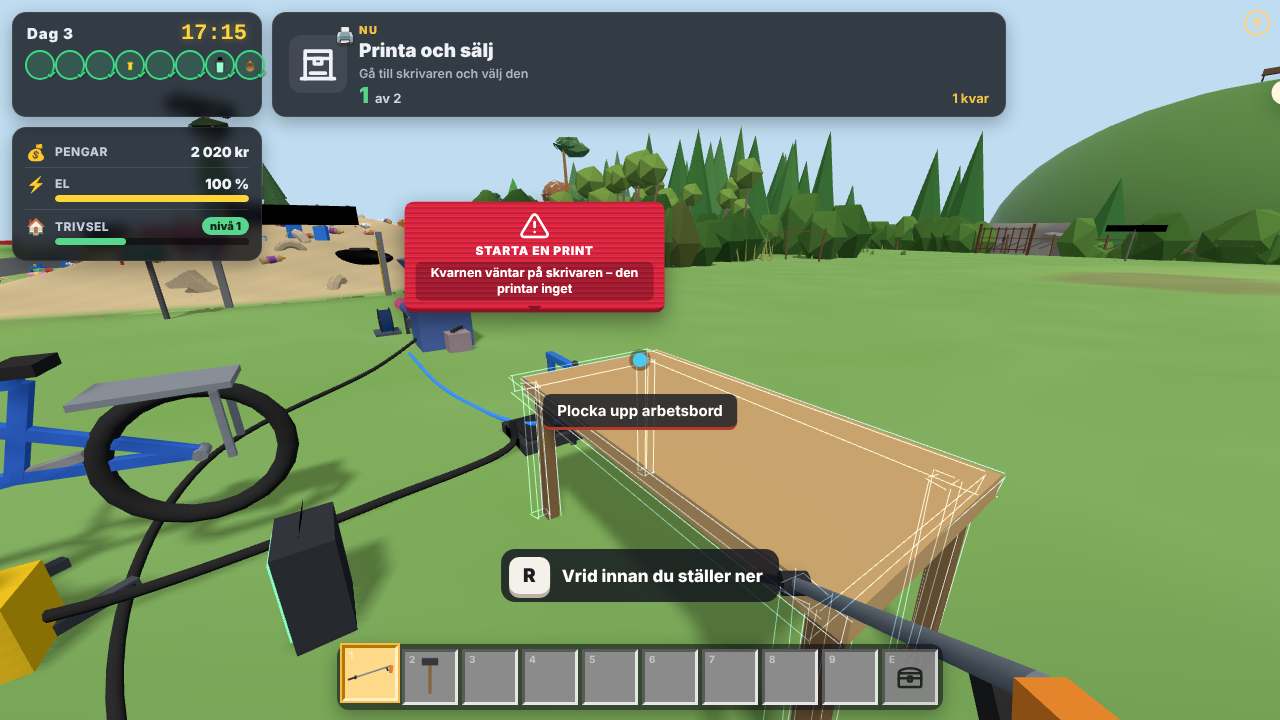 Dag 3
17:15
NU
Printa och sälj
Gå till skrivaren och välj den
1 av 2
1 kvar
PENGAR
2 020 kr
EL
100 %
TRIVSEL
nivå 1
STARTA EN PRINT
Kvarnen väntar på skrivaren – den
printar inget
Plocka upp arbetsbord
R
Vrid innan du ställer ner
2
3
4
5
6
7
8
9
E